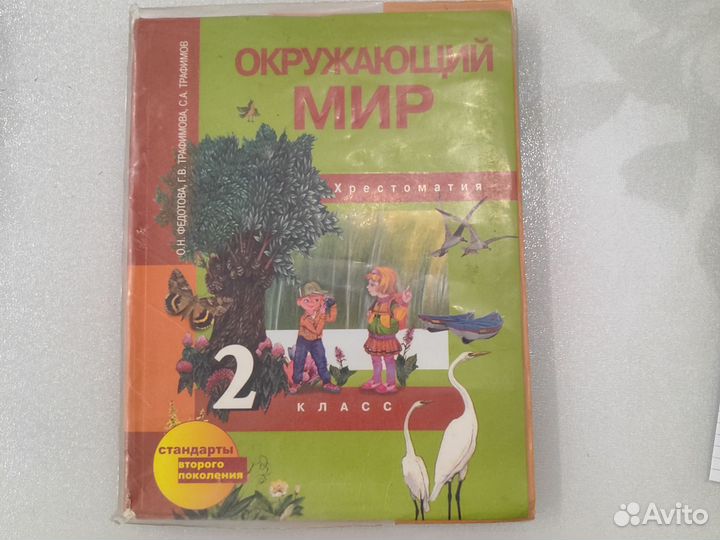 О.Н. ФЕДОТОВА, Г.В. ТРАФИМОВА, С.А. ТРАФИМОВ
ОКРУЖАЮЩИЙ
МИР
Хрестоматия
2
КЛАСС
стандарты
второго
поколения
Avito